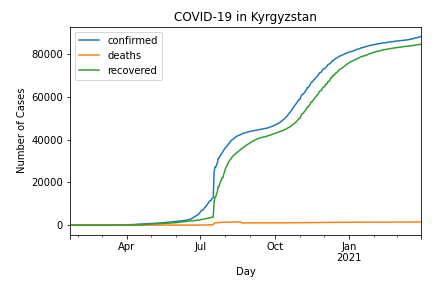 COVID-19 in Kyrgyzstan
confirmed
deaths
recovered
Number of Cases
80000
60000
40000
20000
0
Apr
Jul
Oct
Jan
2021
Day